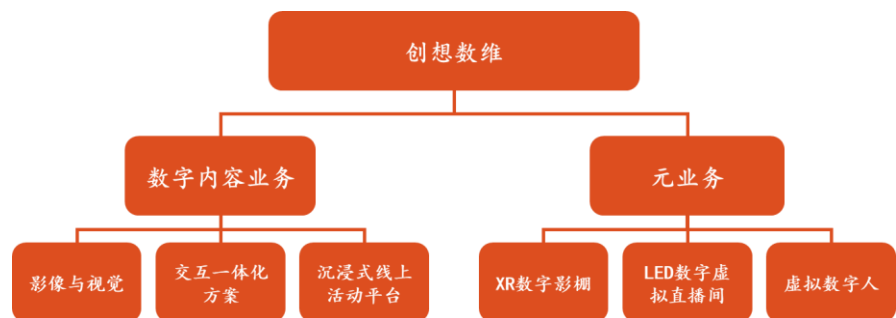 创想数维
数字内容业务
元业务
影像与视觉
交互一体化
方案
沉浸式线上
活动平台
XR数字影棚
LED数字虚
拟直播间
虚拟数字人